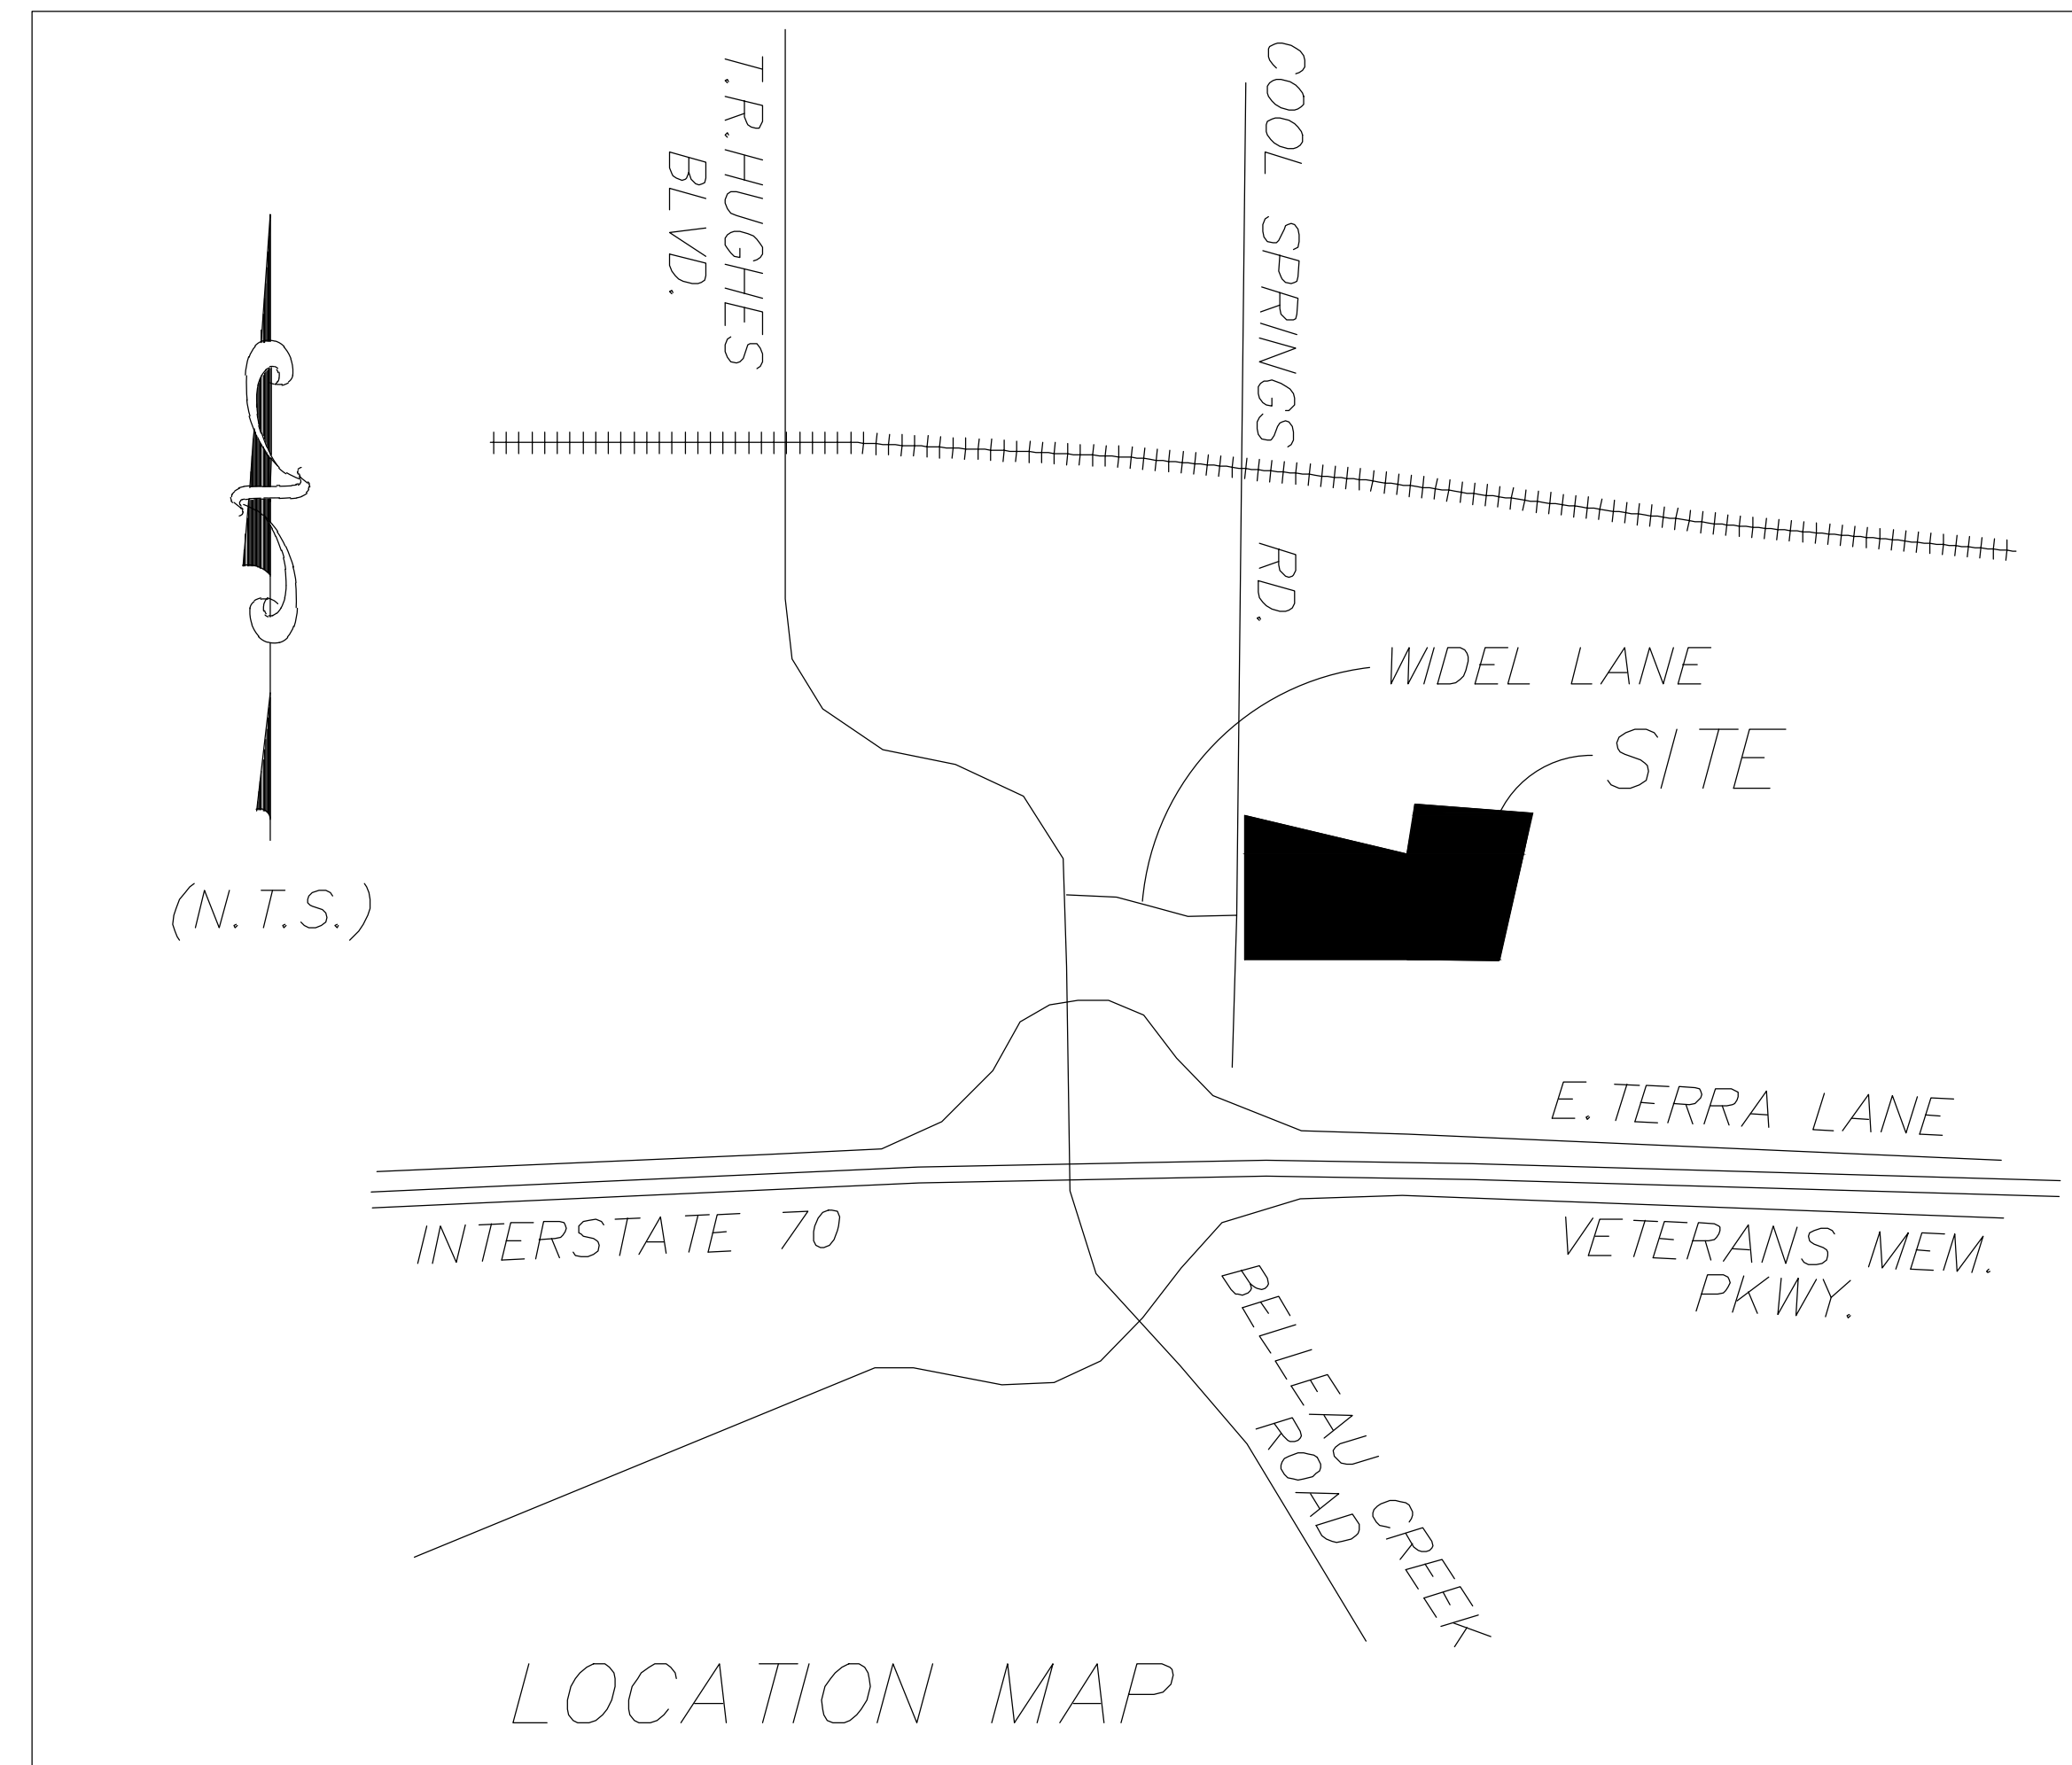 T.R.HUGHES
BLVD.
COOL SPRINGS RD.
WIDEL LANE
SITE
(N.T.S.)
E.TERRA LANE
INTERSTATE 70
VETERANS MEM.
PKWY.
BELLEAU CREEK
ROAD
LOCATION MAP